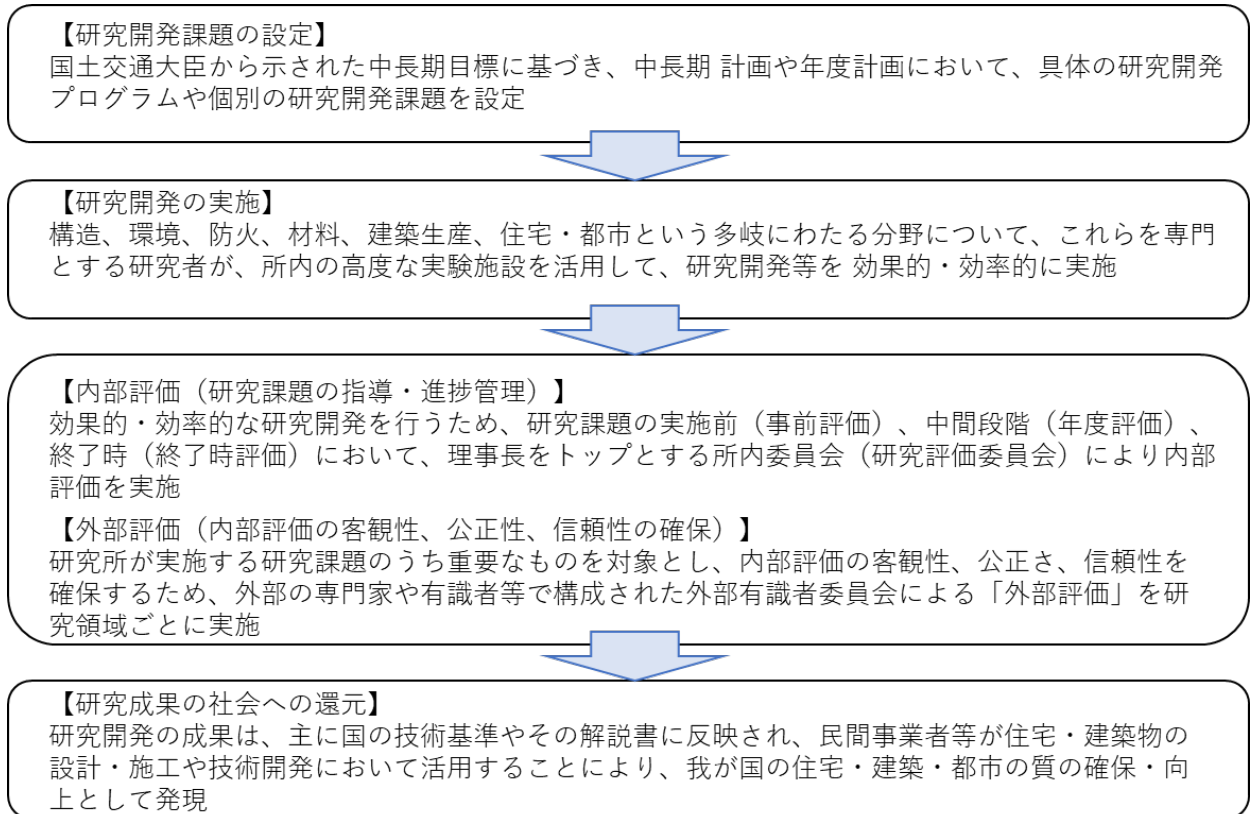 【研究開発課題の設定】
国土交通大臣から示された中長期目標に基づき、中長期 計画や年度計画において、具体の研究開発
プログラムや個別の研究開発課題を設定
【研究開発の実施】
構造、環境、防火、材料、建築生産、住宅・都市という多岐にわたる分野について、これらを専門
とする研究者が、所内の高度な実験施設を活用して、研究開発等を 効果的・効率的に実施
【内部評価（研究課題の指導・進捗管理）】
効果的・効率的な研究開発を行うため、研究課題の実施前（事前評価）、中間段階（年度評価）、
終了時（終了時評価）において、理事長をトップとする所内委員会（研究評価委員会）により内部
評価を実施
【外部評価（内部評価の客観性、公正性、信頼性の確保）】
研究所が実施する研究課題のうち重要なものを対象とし、内部評価の客観性、公正さ、信頼性を
確保するため、外部の専門家や有識者等で構成された外部有識者委員会による「外部評価」を研
究領域ごとに実施
【研究成果の社会への還元】
研究開発の成果は、主に国の技術基準やその解説書に反映され、民間事業者等が住宅・建築物の
設計・施工や技術開発において活用することにより、我が国の住宅・建築・都市の質の確保・向
上として発現